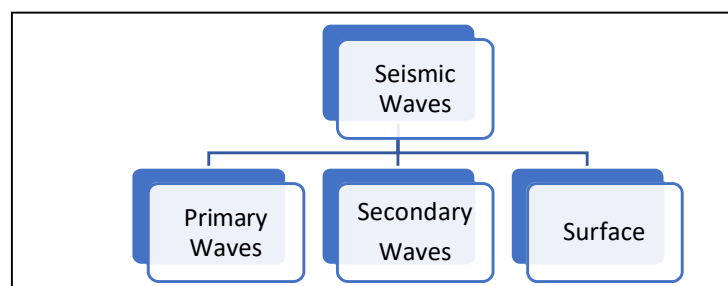 Seismic
Waves
Primary
Waves
Secondary
Waves
Surface